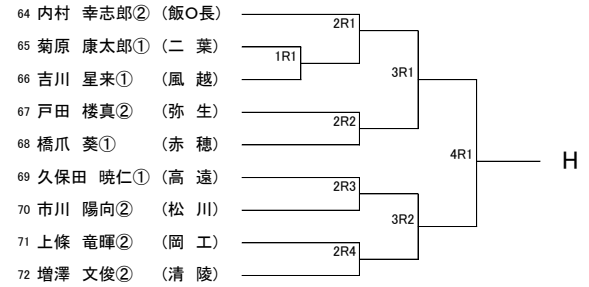 64 内村 幸志郎② (飯O長)
2R1
65 菊原 康太郎① (二 葉)
1R1
66 吉川 星来① (風 越)
3R1
67 戸田 楼真② (弥 生)
2R2
68 橋爪 葵① (赤 穂)
4R1
H
69 久保田 暁仁① (高 遠)
2R3
70 市川 陽向② (松 川)
3R2
71 上條 竜暉② (岡 工)
2R4
72 増澤 文俊② (清 陵)